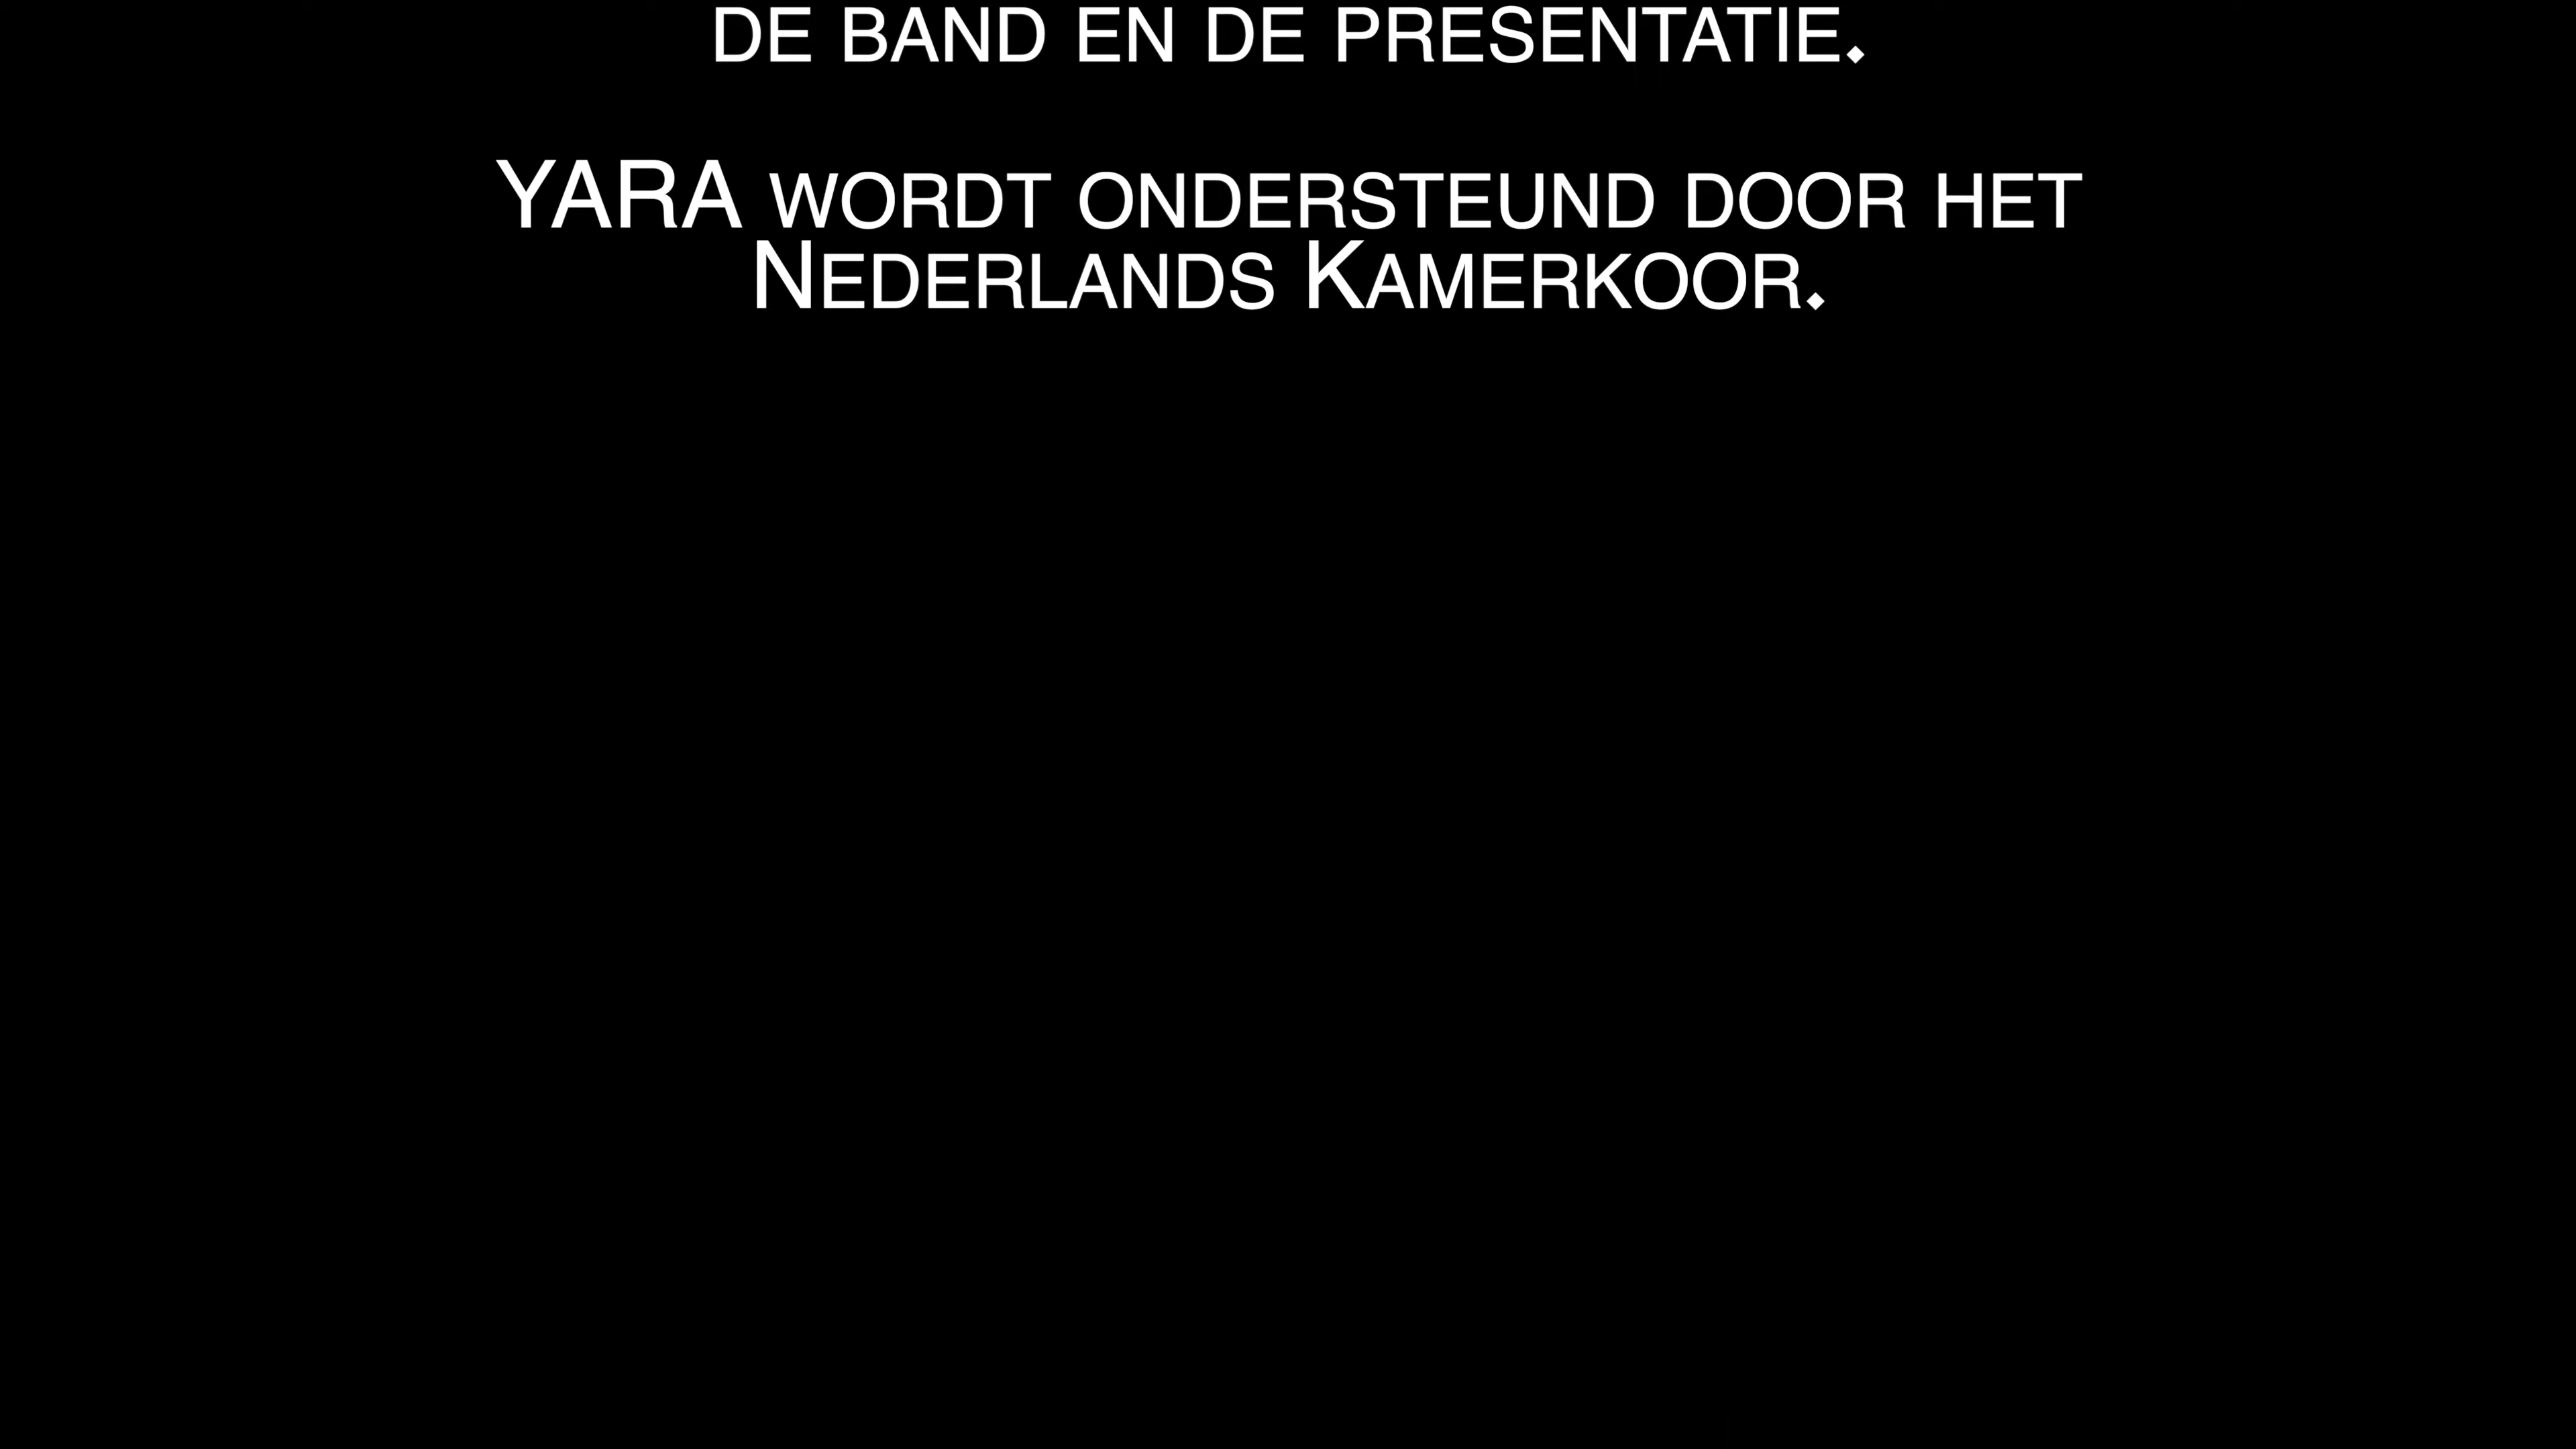 DE BAND EN DE PRESENTATIE.
YARA WORDT ONDERSTEUND DOOR HET
NEDERLANDS KAMERKOOR.